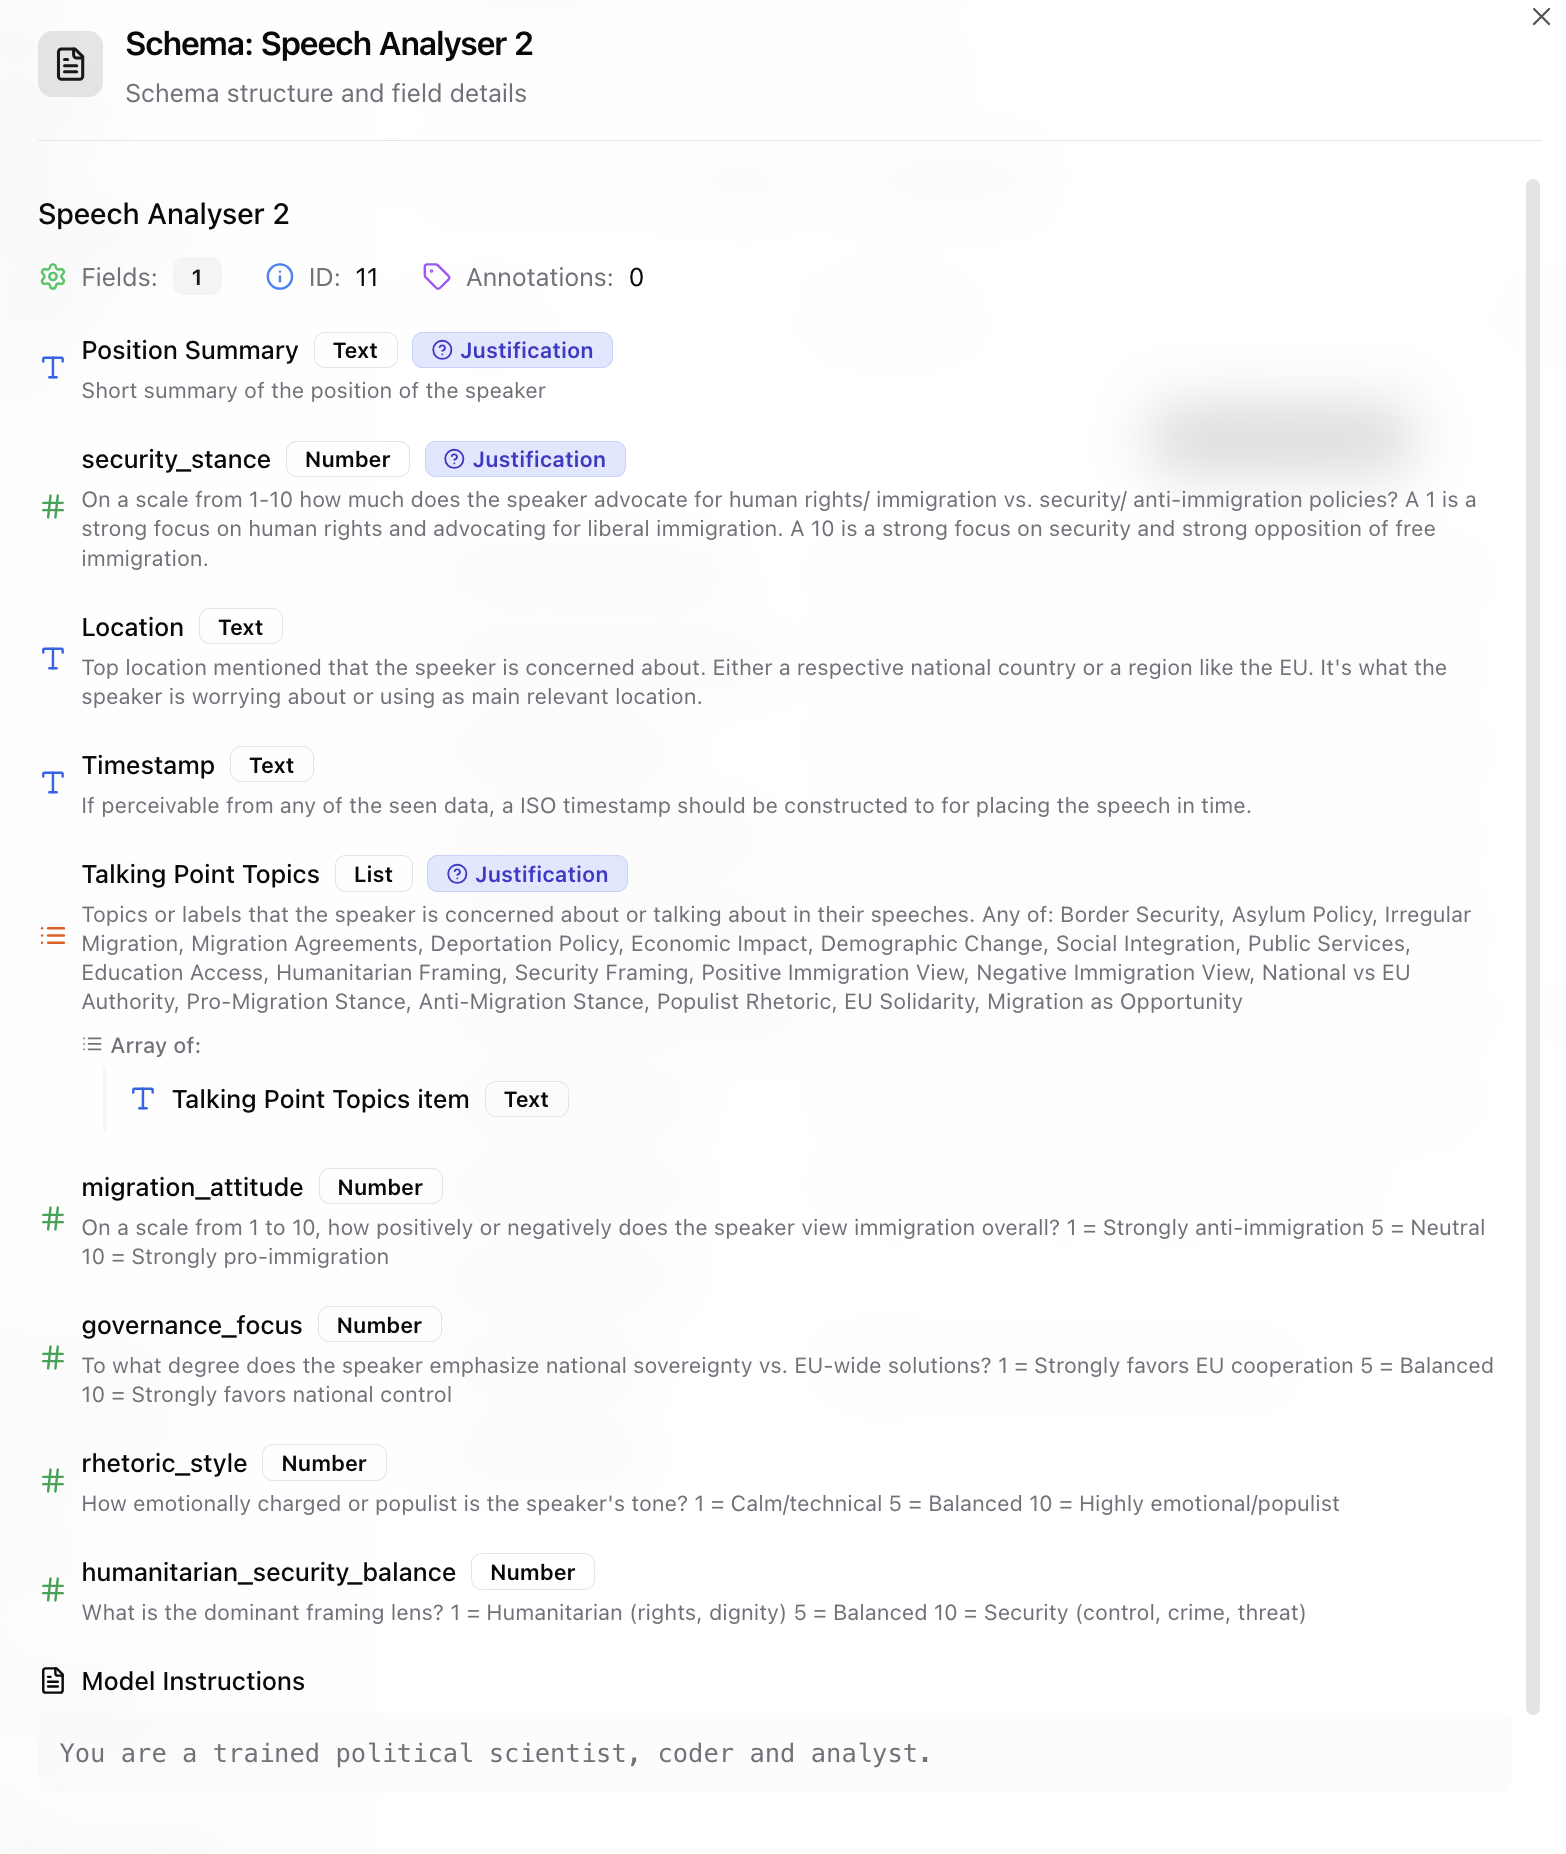 Schema: Speech Analyser 2
Schema structure and field details
Speech Analyser 2
Fields: 1 ID: 11 Annotations: 0
Position Summary Text Justification
Short summary of the position of the speaker
security_stance Number Justification
On a scale from 1-10 how much does the speaker advocate for human rights/ immigration vs. security/ anti-immigration policies? A 1 is a
strong focus on human rights and advocating for liberal immigration. A 10 is a strong focus on security and strong opposition of free
immigration.
Location Text
Top location mentioned that the speeker is concerned about. Either a respective national country or a region like the EU. It's what the
speaker is worrying about or using as main relevant location.
Timestamp Text
If perceivable from any of the seen data, a ISO timestamp should be constructed to for placing the speech in time.
Talking Point Topics List Justification
Topics or labels that the speaker is concerned about or talking about in their speeches. Any of: Border Security, Asylum Policy, Irregular
Migration, Migration Agreements, Deportation Policy, Economic Impact, Demographic Change, Social Integration, Public Services,
Education Access, Humanitarian Framing, Security Framing, Positive Immigration View, Negative Immigration View, National vs EU
Authority, Pro-Migration Stance, Anti-Migration Stance, Populist Rhetoric, EU Solidarity, Migration as Opportunity
Array of:
Talking Point Topics item Text
migration_attitude Number
On a scale from 1 to 10, how positively or negatively does the speaker view immigration overall? 1 = Strongly anti-immigration 5 = Neutral
10 = Strongly pro-immigration
governance_focus Number
To what degree does the speaker emphasize national sovereignty vs. EU-wide solutions? 1 = Strongly favors EU cooperation 5 = Balanced
10 = Strongly favors national control
rhetoric_style Number
How emotionally charged or populist is the speaker's tone? 1 = Calm/technical 5 = Balanced 10 = Highly emotional/populist
humanitarian_security_balance Number
What is the dominant framing lens? 1 = Humanitarian (rights, dignity) 5 = Balanced 10 = Security (control, crime, threat)
Model Instructions
You are a trained political scientist, coder and analyst.